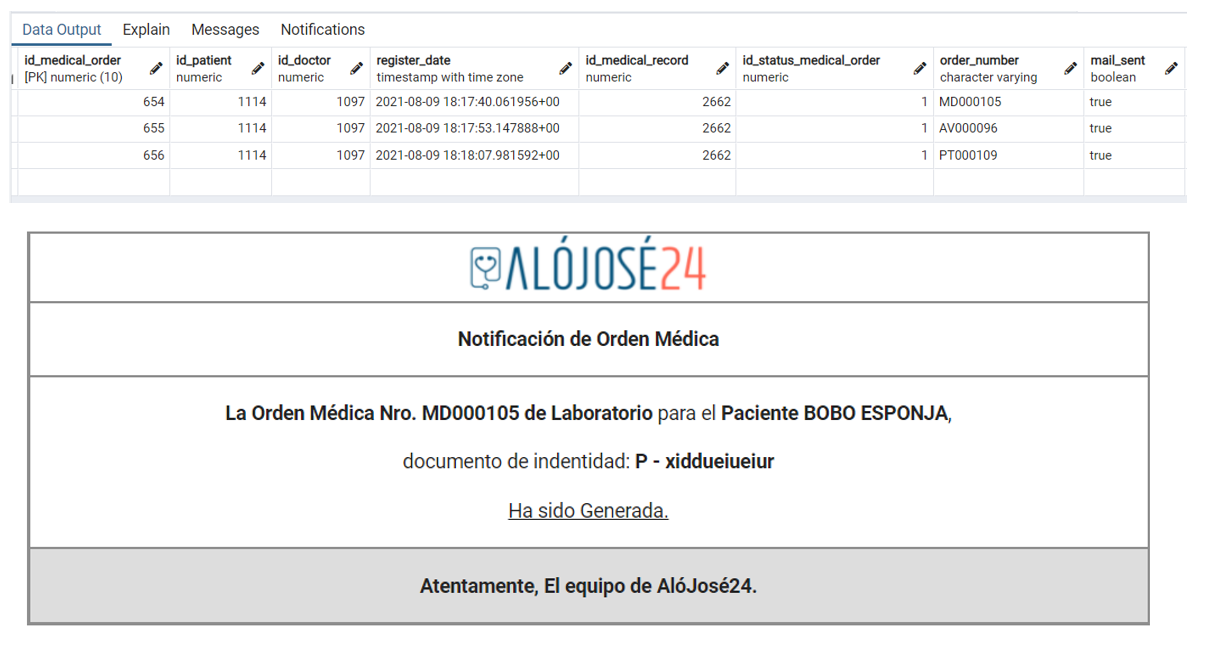 Data Output Explain Messages Notifications
id_medical_order id_patient id_doctor register_date id_medical_record id_status_medical_order order_number mail_sent
[PK] numeric (10) numeric numeric timestamp with time zone numeric numeric character varying boolean
654 1114 1097 2021-08-09 18:17:40.061956+00 2662 1 MD000105 true
655 1114 1097 2021-08-09 18:17:53.147888+00 2662 1 AV000096 true
656 1114 1097 2021-08-09 18:18:07.981592+00 2662 1 PT000109 true
ALÓJOSÉ24
Notificación de Orden Médica
La Orden Médica Nro. MD000105 de Laboratorio para el Paciente BOBO ESPONJA,
documento de indentidad: P - xiddueiueiur
Ha sido Generada.
Atentamente, El equipo de AlóJosé24.